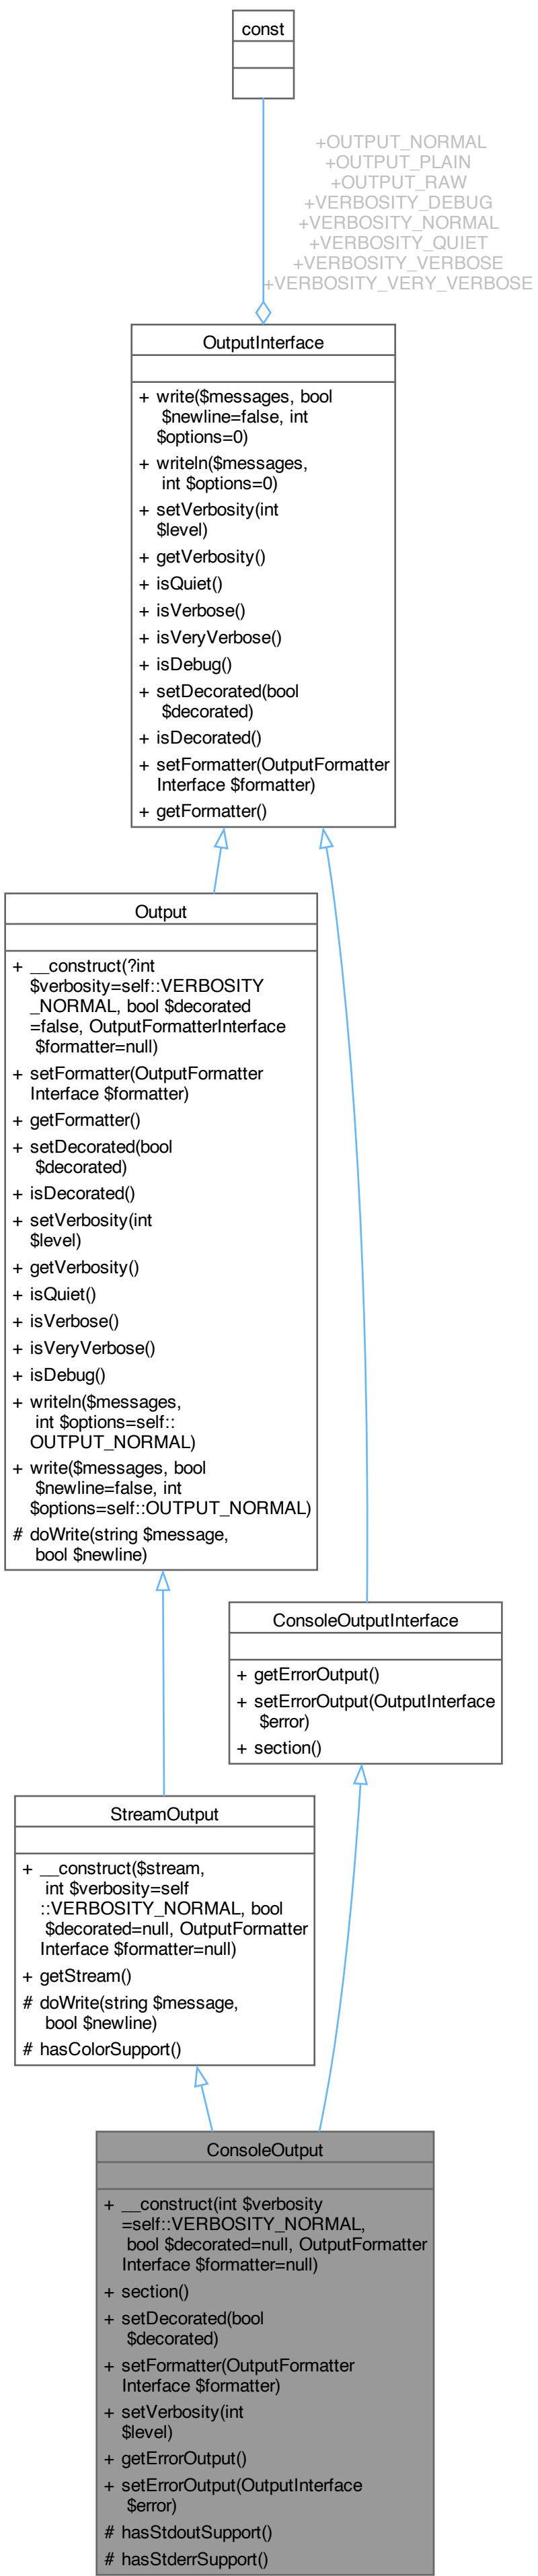 const
+OUTPUT_NORMAL
+OUTPUT_PLAIN
+OUTPUT_RAW
+VERBOSITY_DEBUG
+VERBOSITY_NORMAL
+VERBOSITY_QUIET
+VERBOSITY_VERBOSE
+VERBOSITY_VERY_VERBOSE
OutputInterface
+ write($messages, bool
$newline=false, int
$options=0)
+ writeln($messages,
int $options=0)
+ setVerbosity(int
$level)
+ getVerbosity()
+ isQuiet()
+ isVerbose()
+ isVeryVerbose()
+ isDebug()
+ setDecorated(bool
$decorated)
+ isDecorated()
+ setFormatter(OutputFormatter
Interface $formatter)
+ getFormatter()
Output
+ __construct(?int
$verbosity=self::VERBOSITY
_NORMAL, bool $decorated
=false, OutputFormatterInterface
$formatter=null)
+ setFormatter(OutputFormatter
Interface $formatter)
+ getFormatter()
+ setDecorated(bool
$decorated)
+ isDecorated()
+ setVerbosity(int
$level)
+ getVerbosity()
+ isQuiet()
+ isVerbose()
+ isVeryVerbose()
+ isDebug()
+ writeln($messages,
int $options=self::
OUTPUT_NORMAL)
+ write($messages, bool
$newline=false, int
$options=self::OUTPUT_NORMAL)
# doWrite(string $message,
bool $newline)
ConsoleOutputInterface
+ getErrorOutput()
+ setErrorOutput(OutputInterface
$error)
+ section()
StreamOutput
+ __construct($stream,
int $verbosity=self
::VERBOSITY_NORMAL, bool
$decorated=null, OutputFormatter
Interface $formatter=null)
+ getStream()
# doWrite(string $message,
bool $newline)
# hasColorSupport()
ConsoleOutput
+ __construct(int $verbosity
=self::VERBOSITY_NORMAL,
bool $decorated=null, OutputFormatter
Interface $formatter=null)
+ section()
+ setDecorated(bool
$decorated)
+ setFormatter(OutputFormatter
Interface $formatter)
+ setVerbosity(int
$level)
+ getErrorOutput()
+ setErrorOutput(OutputInterface
$error)
# hasStdoutSupport()
# hasStderrSupport()